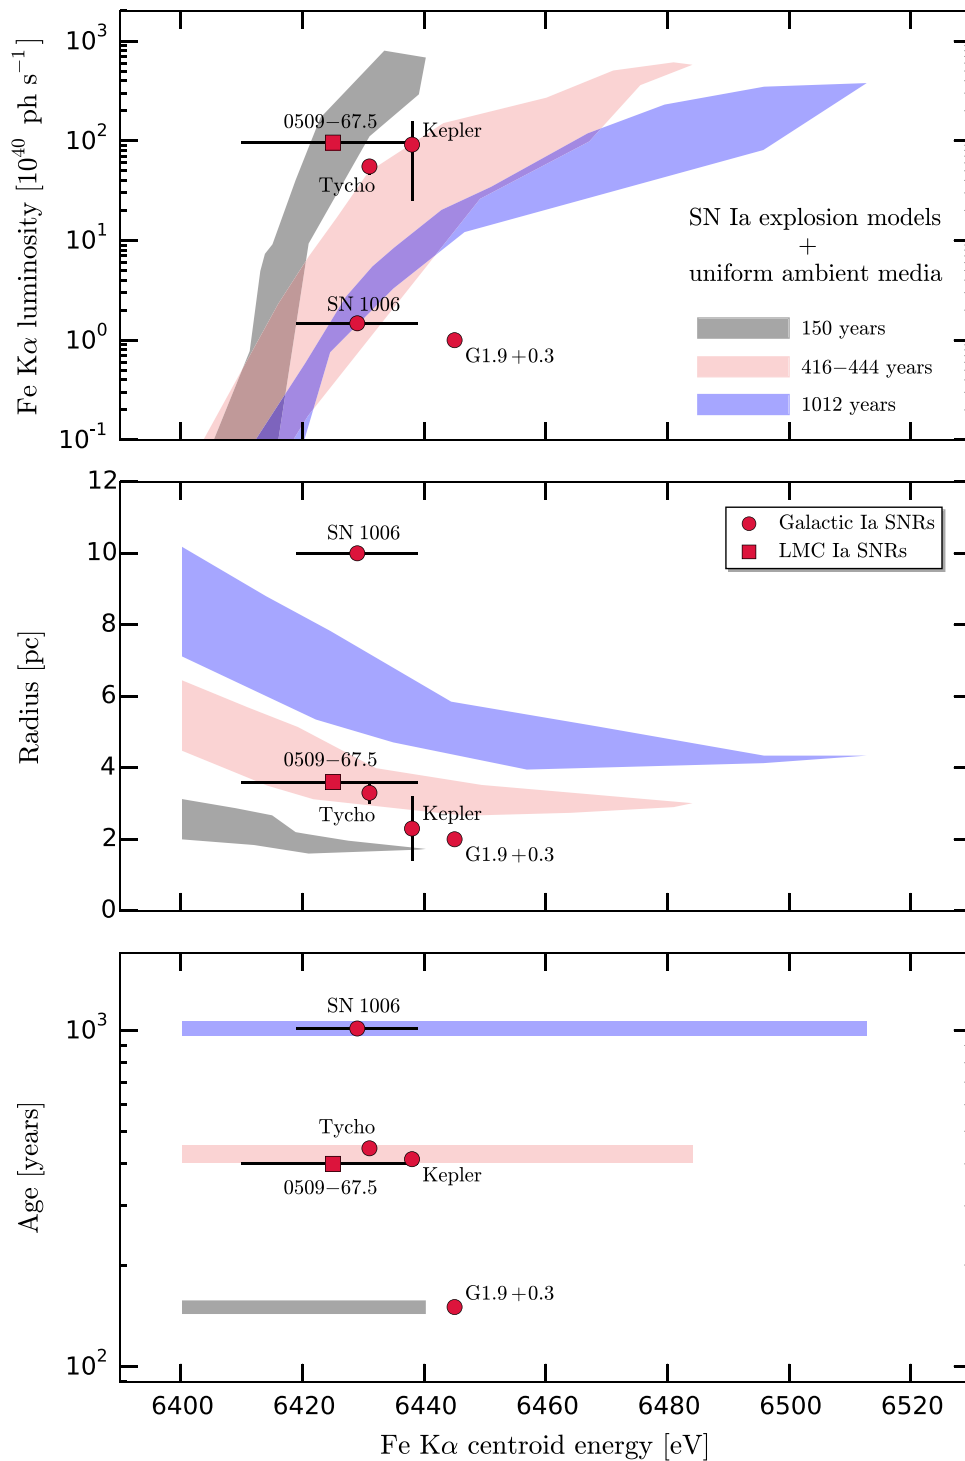 10³
10²
10¹
10⁰
10⁻¹
Fe Kα luminosity [10⁴⁰ ph s⁻¹]
0509−67.5
Kepler
Tycho
SN 1006
G1.9+0.3
SN Ia explosion models
+
uniform ambient media
150 years
416−444 years
1012 years
12
10
8
6
4
2
0
Radius [pc]
SN 1006
Galactic Ia SNRs
LMC Ia SNRs
0509−67.5
Tycho
Kepler
G1.9+0.3
10³
10²
Age [years]
SN 1006
Tycho
Kepler
0509−67.5
G1.9+0.3
6400 6420 6440 6460 6480 6500 6520
Fe Kα centroid energy [eV]